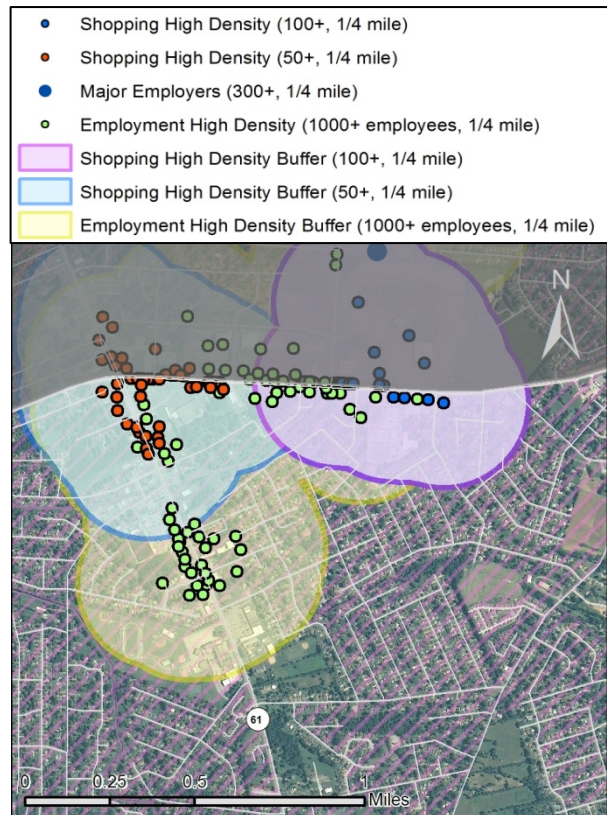 Shopping High Density (100+, 1/4 mile)
Shopping High Density (50+, 1/4 mile)
Major Employers (300+, 1/4 mile)
Employment High Density (1000+ employees, 1/4 mile)
Shopping High Density Buffer (100+, 1/4 mile)
Shopping High Density Buffer (50+, 1/4 mile)
Employment High Density Buffer (1000+ employees, 1/4 mile)
N
61
0 0.25 0.5 1
Miles